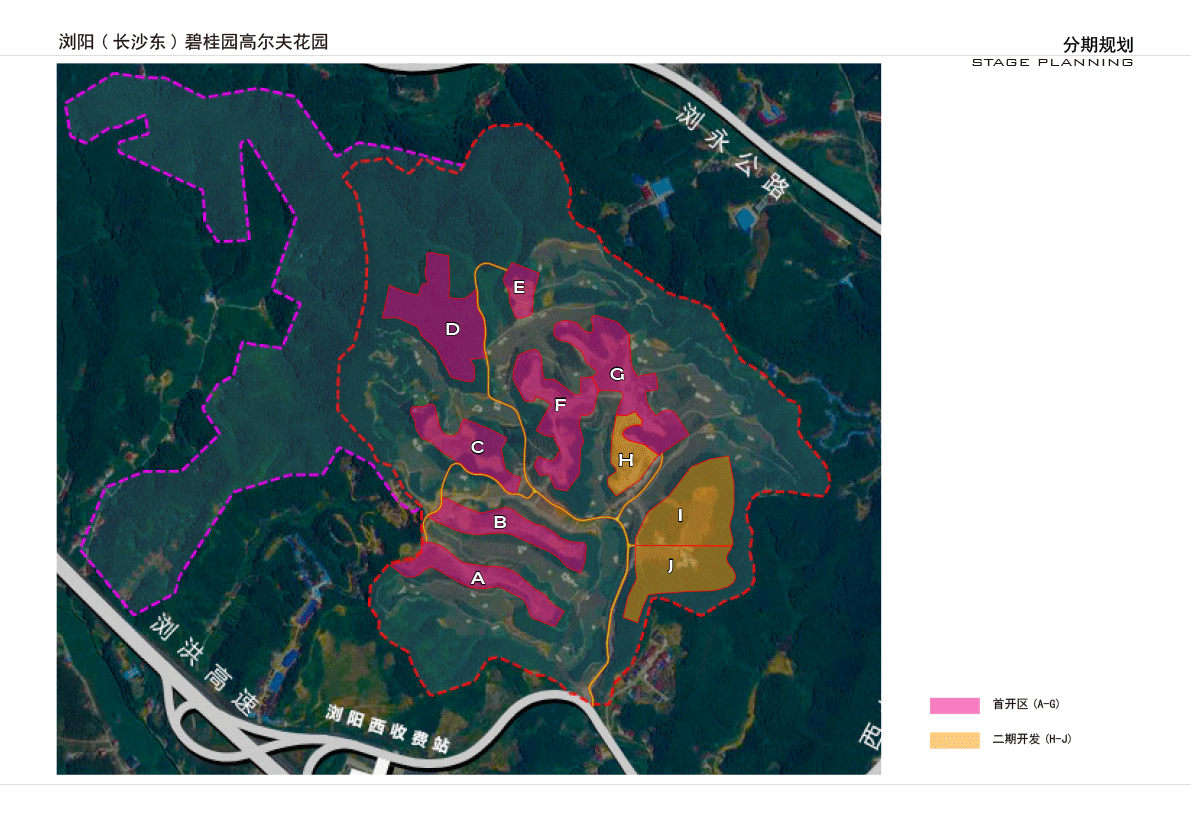 浏阳（长沙东）碧桂园高尔夫花园
分期规划
STAGE PLANNING
浏永公路
E
D
G
F
C
H
I
B
J
A
浏洪高速
浏阳西收费站
西
首开区 (A-G)
二期开发 (H-J)